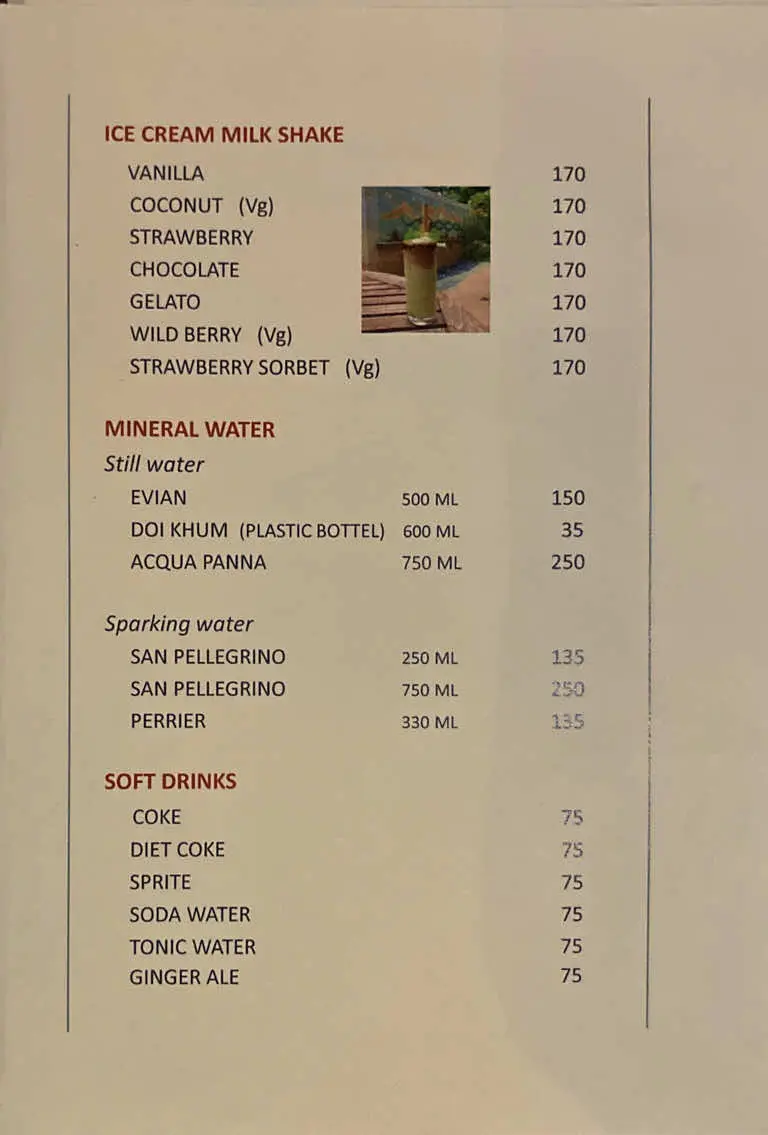 ICE CREAM MILK SHAKE
VANILLA 170
COCONUT (Vg) 170
STRAWBERRY 170
CHOCOLATE 170
GELATO 170
WILD BERRY (Vg) 170
STRAWBERRY SORBET (Vg) 170
MINERAL WATER
Still water
EVIAN 500 ML 150
DOI KHUM (PLASTIC BOTTEL) 600 ML 35
ACQUA PANNA 750 ML 250
Sparking water
SAN PELLEGRINO 250 ML 135
SAN PELLEGRINO 750 ML 250
PERRIER 330 ML 135
SOFT DRINKS
COKE 75
DIET COKE 75
SPRITE 75
SODA WATER 75
TONIC WATER 75
GINGER ALE 75